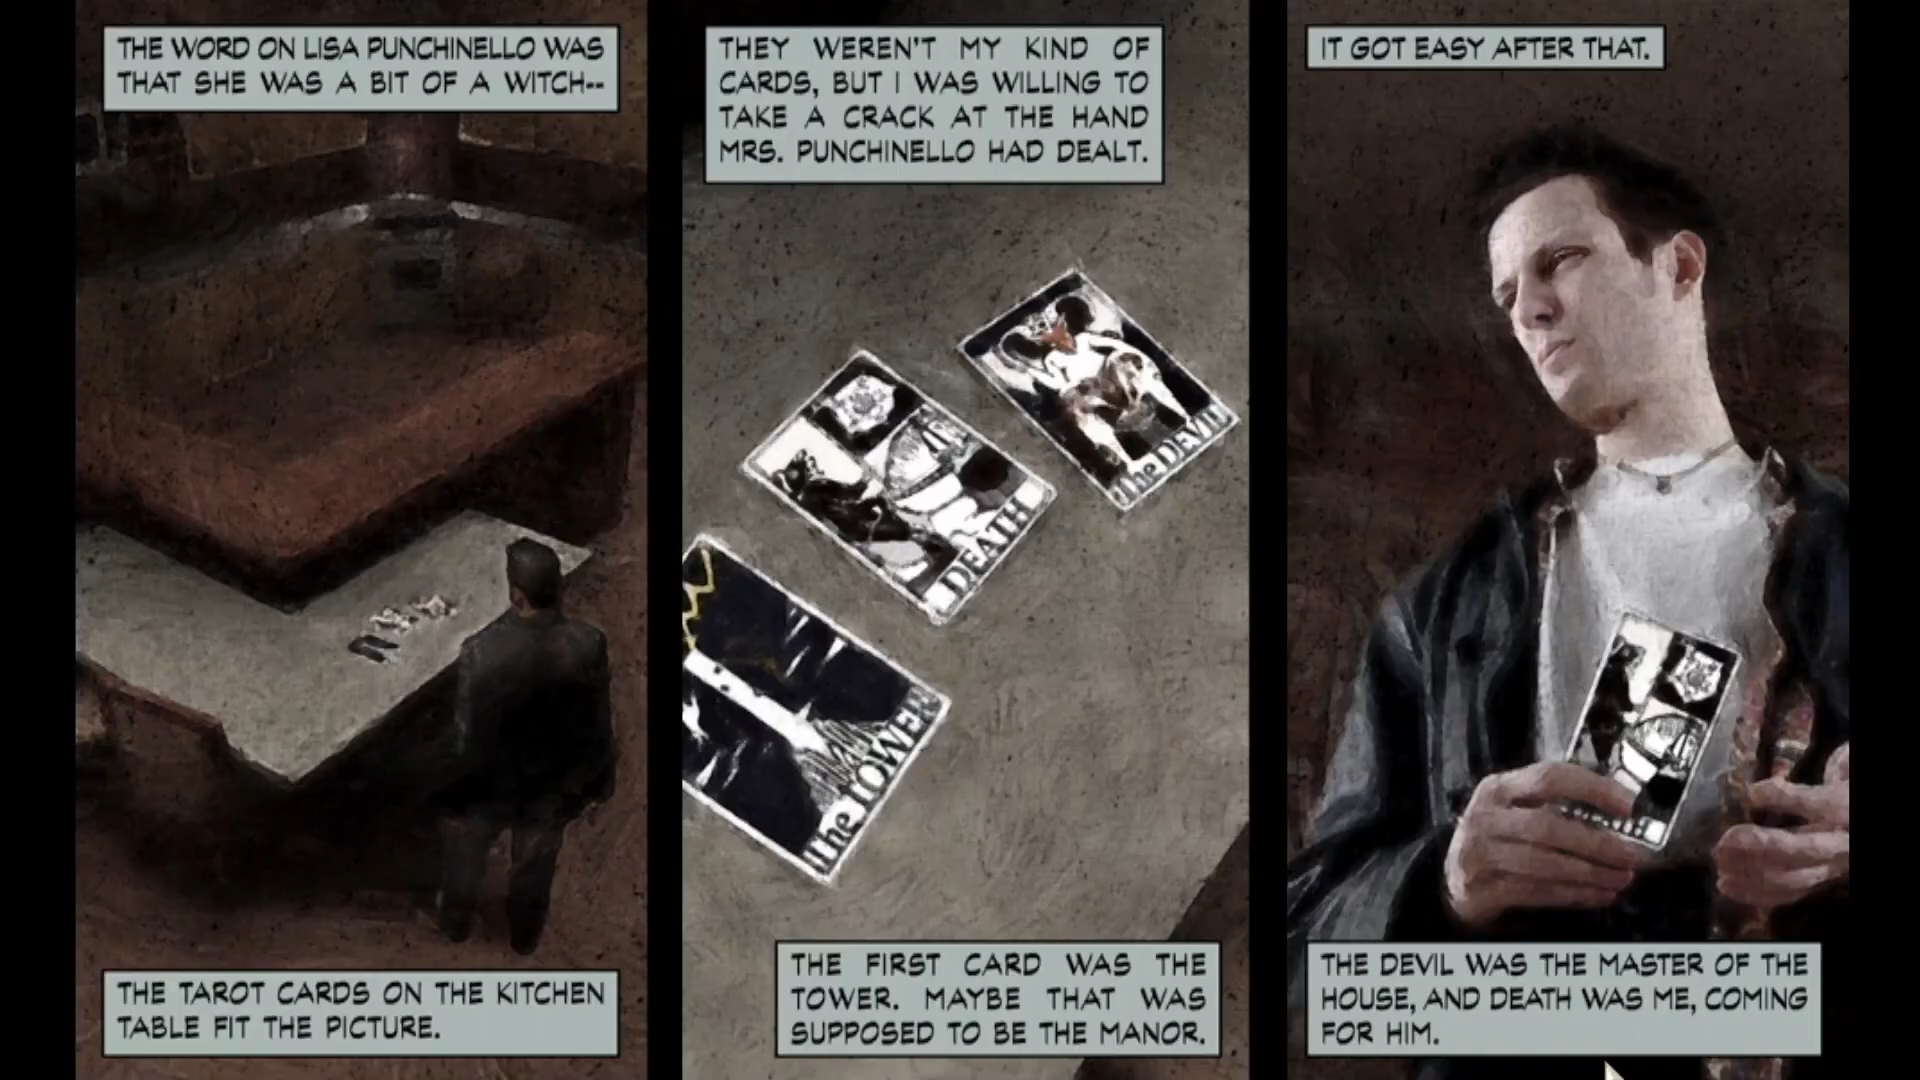 THE WORD ON LISA PUNCHINELLO WAS
THAT SHE WAS A BIT OF A WITCH--
THE TAROT CARDS ON THE KITCHEN
TABLE FIT THE PICTURE.
THEY WEREN'T MY KIND OF
CARDS, BUT I WAS WILLING TO
TAKE A CRACK AT THE HAND
MRS. PUNCHINELLO HAD DEALT.
The DEVIL
DEATH
The TOWER
THE FIRST CARD WAS THE
TOWER. MAYBE THAT WAS
SUPPOSED TO BE THE MANOR.
IT GOT EASY AFTER THAT.
THE DEVIL WAS THE MASTER OF THE
HOUSE, AND DEATH WAS ME, COMING
FOR HIM.